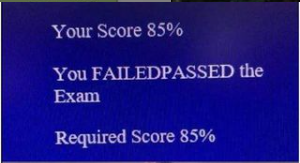 Your Score 85%
You FAILEDPASSED the
Exam
Required Score 85%